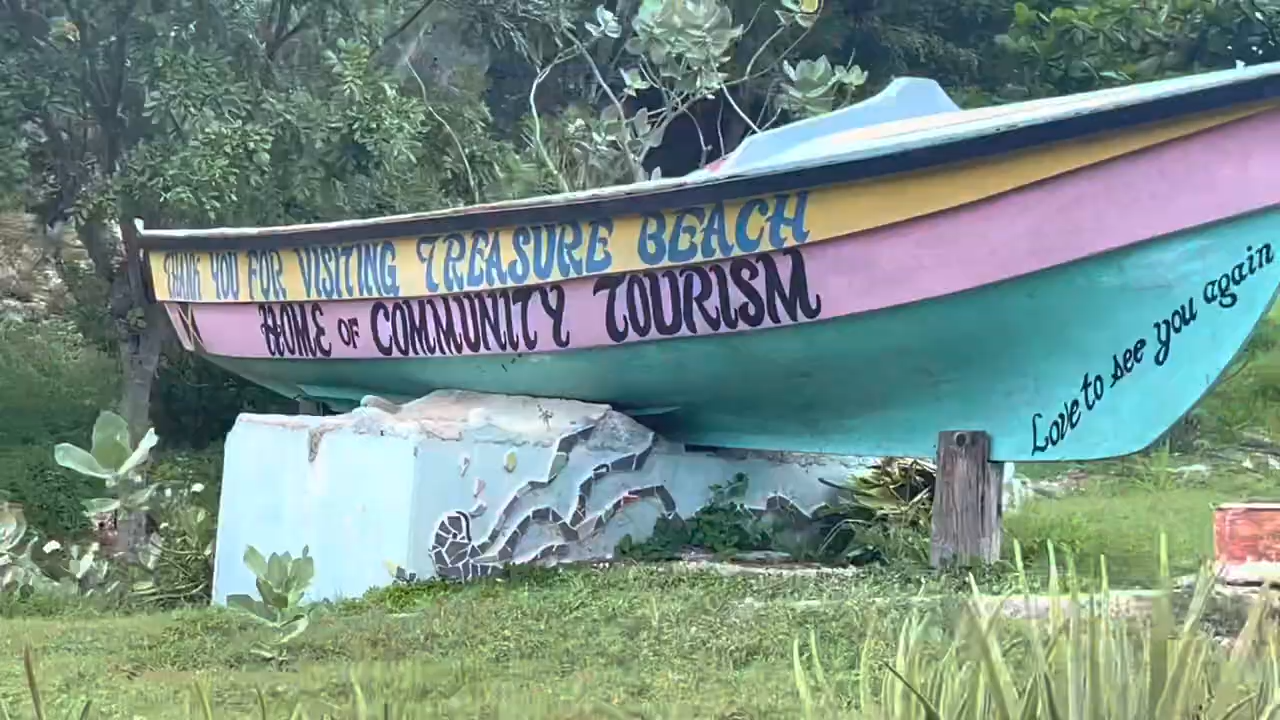 THANK YOU FOR VISITING TREASURE BEACH
HOME OF COMMUNITY TOURISM
Love to see you again